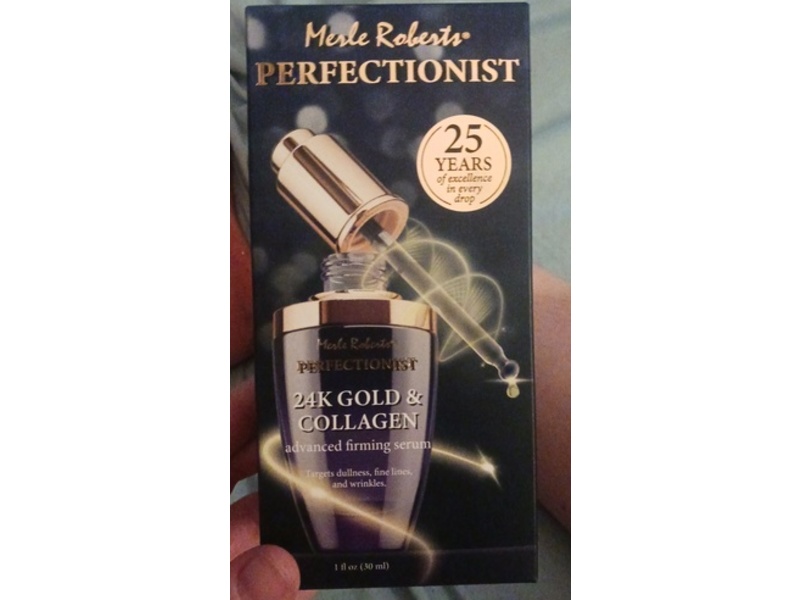 Merle Roberts®
PERFECTIONIST
25
YEARS
of excellence
in every
drop
Merle Roberts®
PERFECTIONIST
24K GOLD &
COLLAGEN
advanced firming serum
Targets dullness, fine lines,
and wrinkles.
1 fl oz (30 ml)